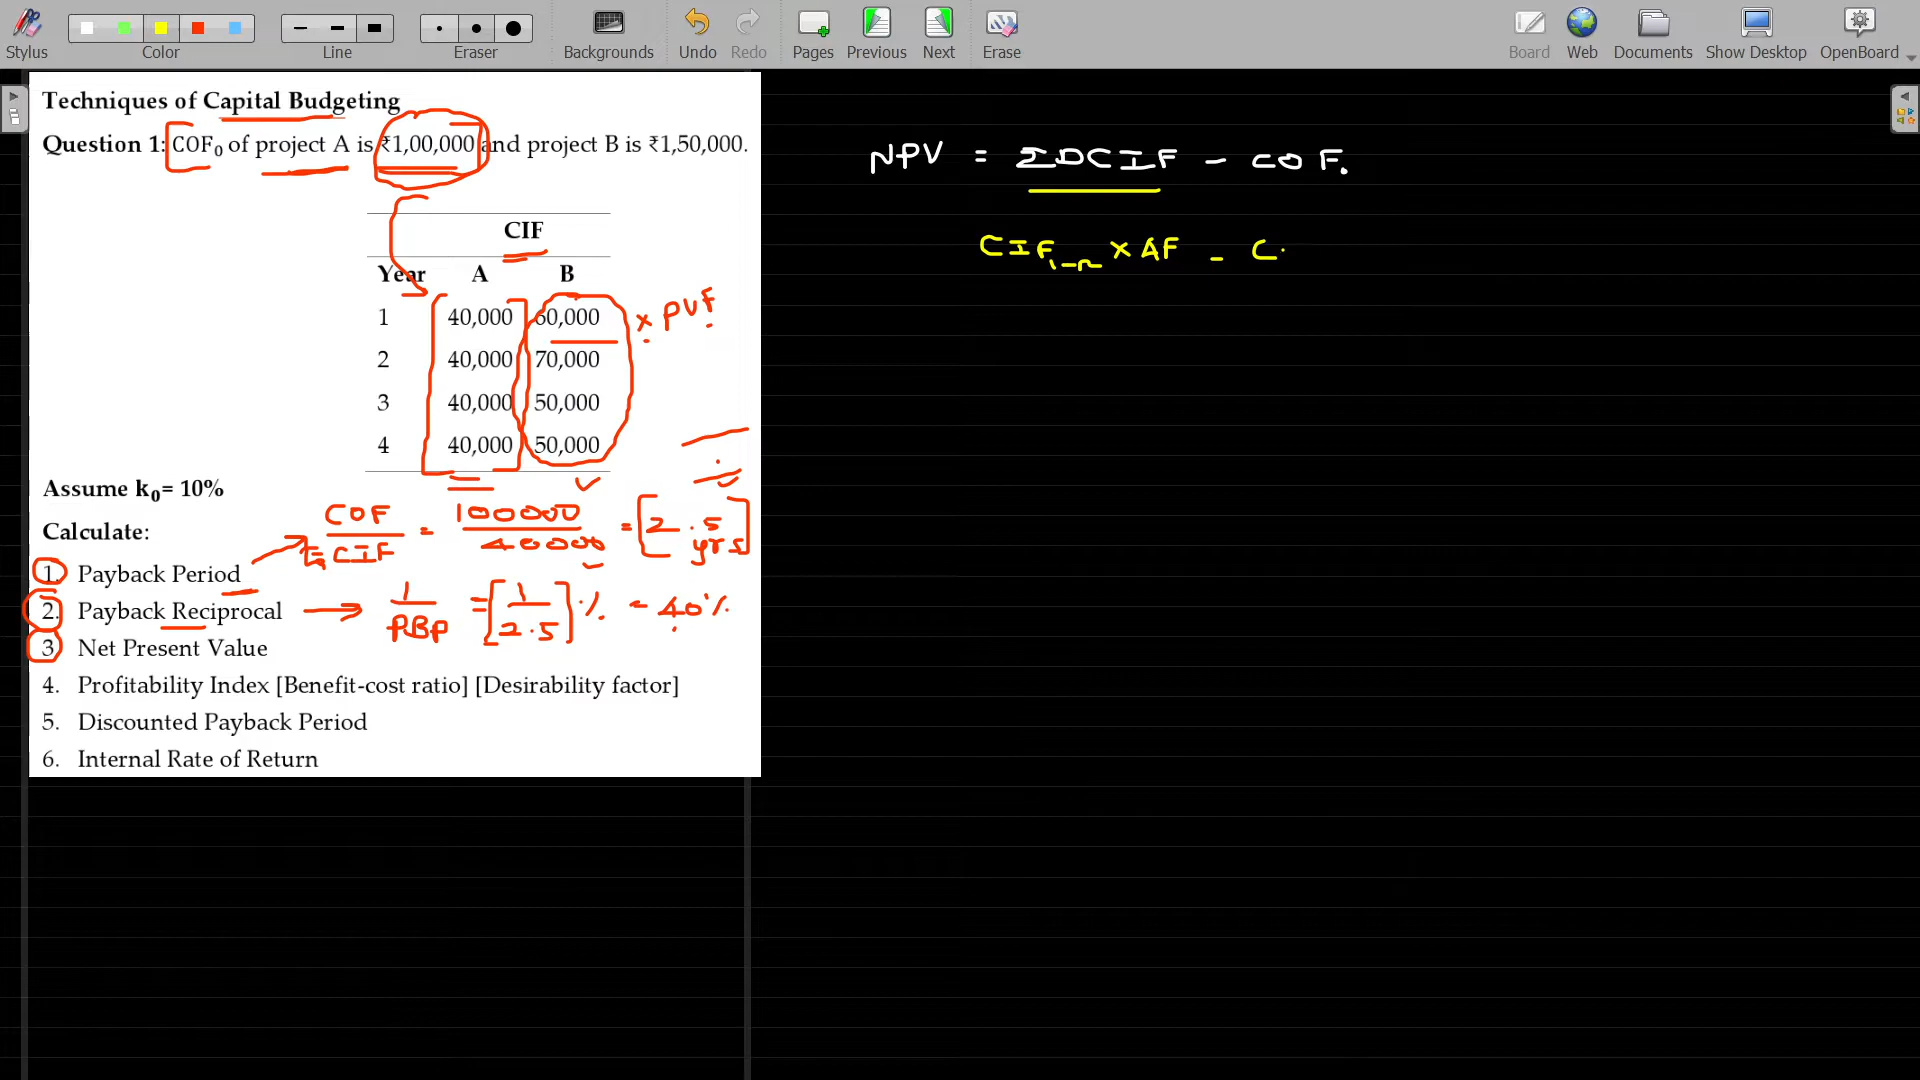 Stylus Color Line Eraser Backgrounds Undo Redo Pages Previous Next Erase Board Web Documents Show Desktop OpenBoard
Techniques of Capital Budgeting
Question 1: COF₀ of project A is ₹1,00,000 and project B is ₹1,50,000.
CIF
Year A B
1 40,000 60,000 × PVF
2 40,000 70,000
3 40,000 50,000
4 40,000 50,000
Assume k₀= 10%
Calculate:
COF / CIF = 100000 / 40000 = [2.5 yrs]
1. Payback Period
2. Payback Reciprocal → 1 / PBP = [1 / 2.5] % = 40%
3. Net Present Value
4. Profitability Index [Benefit-cost ratio] [Desirability factor]
5. Discounted Payback Period
6. Internal Rate of Return
NPV = ΣDCIF - COF.
CIF₁₋ₙ × AF - C